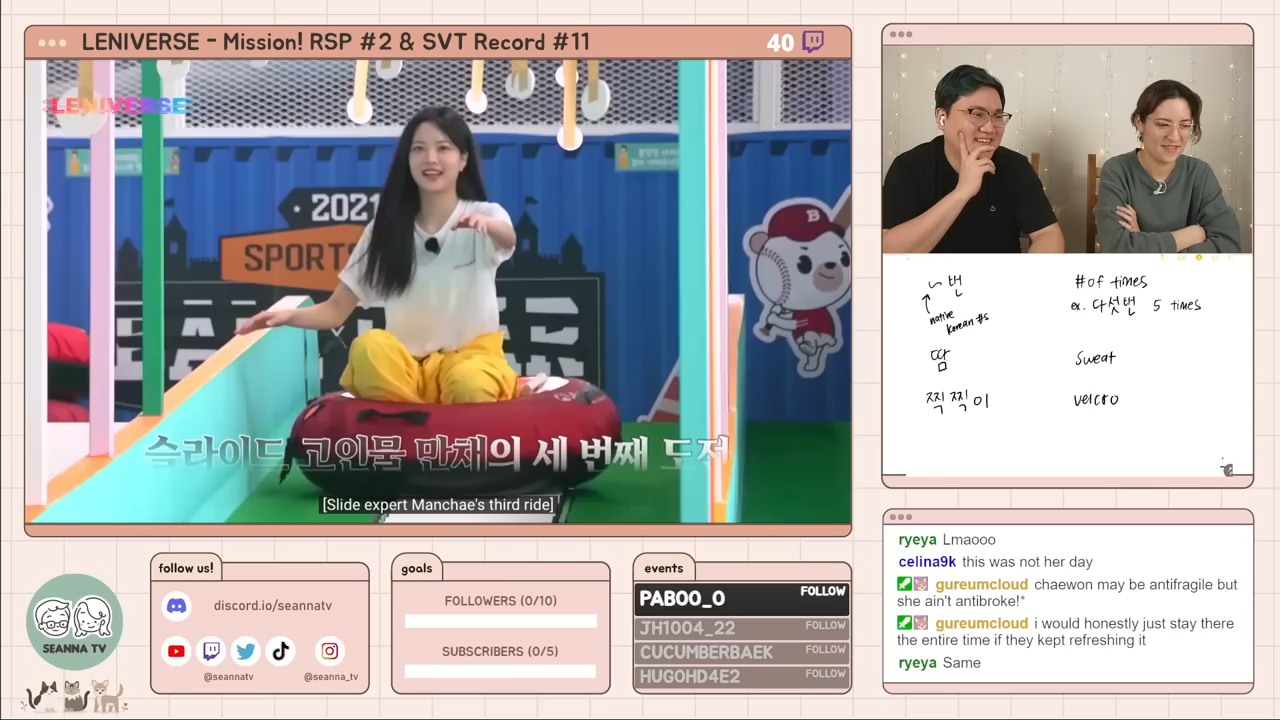 LENIVERSE - Mission! RSP #2 & SVT Record #11
40
LENIVERSE
2021
SPORTS
B
슬라이드 고인물 만채의 세 번째 도전
[Slide expert Manchae's third ride]
~번
#of times
native
korean #s
ex. 다섯번 5 times
땀
Sweat
찍찍이
velcro
ryeya Lmaooo
celina9k this was not her day
gureumcloud chaewon may be antifragile but
she ain't antibroke!*
gureumcloud i would honestly just stay there
the entire time if they kept refreshing it
ryeya Same
SEANNA TV
follow us!
discord.io/seannatv
@seannatv
@seanna_tv
goals
FOLLOWERS (0/10)
SUBSCRIBERS (0/5)
events
PABOO_0 FOLLOW
JH1004_22 FOLLOW
CUCUMBERBAEK FOLLOW
HUGOHD4E2 FOLLOW